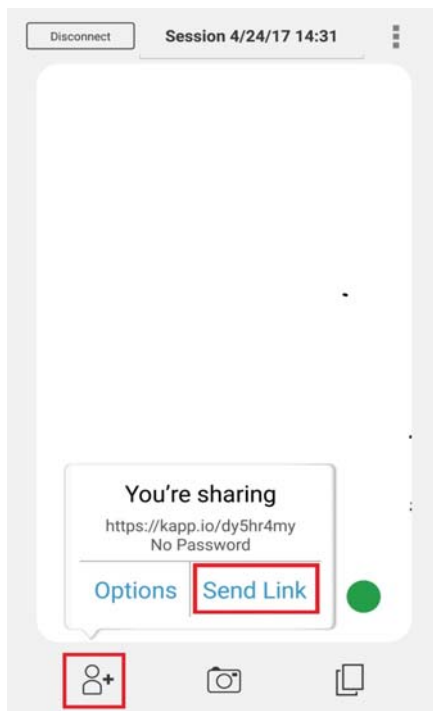 Disconnect
Session 4/24/17 14:31
You're sharing
https://kapp.io/dy5hr4my
No Password
Options
Send Link